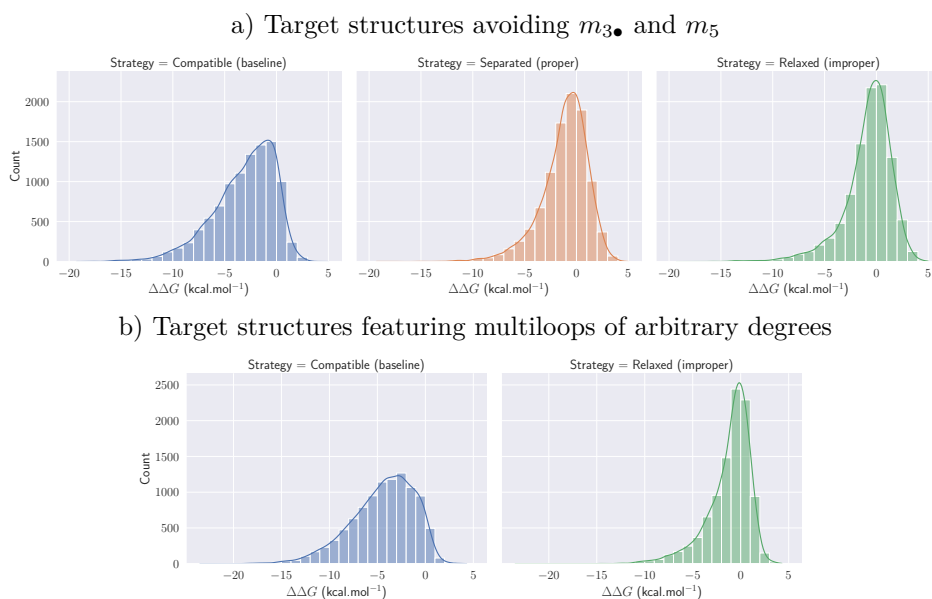 a) Target structures avoiding m3• and m5
Strategy = Compatible (baseline)
Strategy = Separated (proper)
Strategy = Relaxed (improper)
Count
2000
1500
1000
500
0
−20 −15 −10 −5 0 5
−20 −15 −10 −5 0 5
−20 −15 −10 −5 0 5
ΔΔG (kcal.mol⁻¹)
ΔΔG (kcal.mol⁻¹)
ΔΔG (kcal.mol⁻¹)
b) Target structures featuring multiloops of arbitrary degrees
Strategy = Compatible (baseline)
Strategy = Relaxed (improper)
Count
2500
2000
1500
1000
500
0
−20 −15 −10 −5 0 5
−20 −15 −10 −5 0 5
ΔΔG (kcal.mol⁻¹)
ΔΔG (kcal.mol⁻¹)